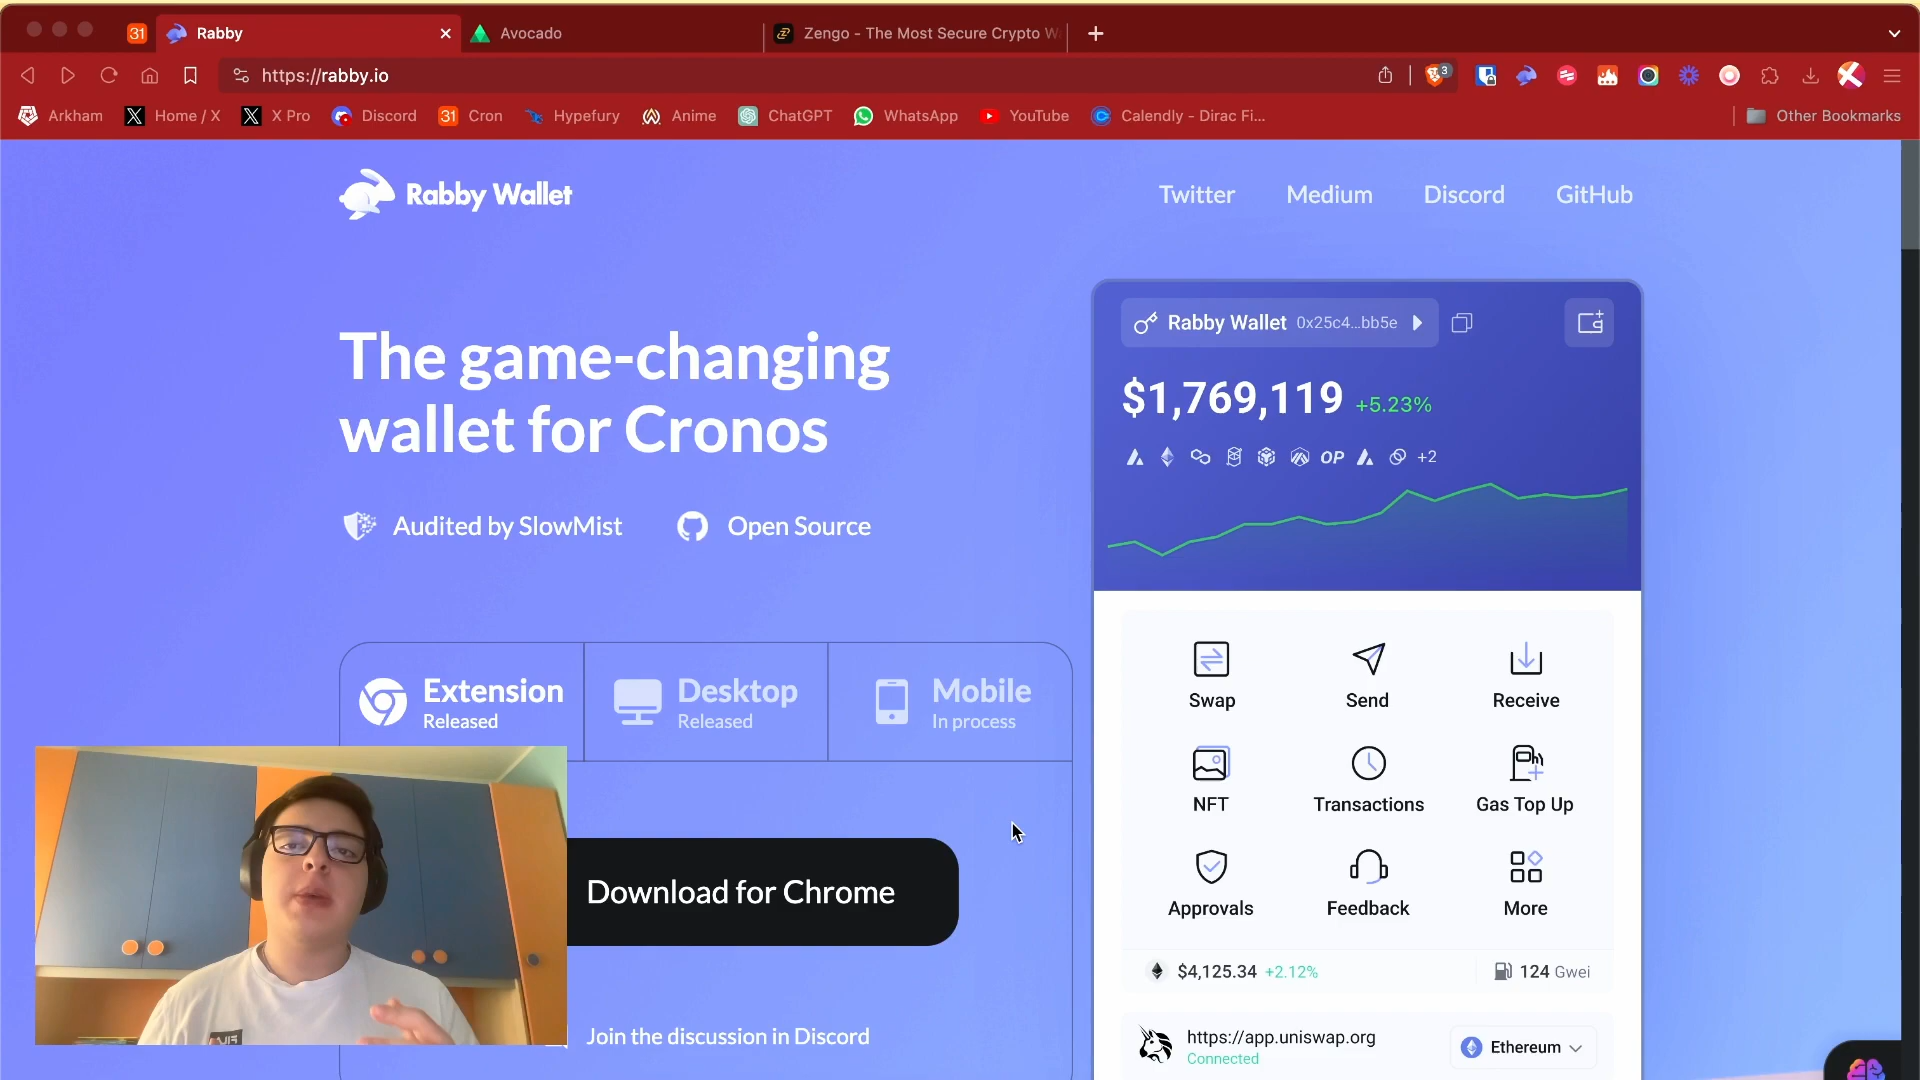 31
Rabby
Avocado
Zengo - The Most Secure Crypto W
https://rabby.io
3
Arkham
Home / X
X Pro
Discord
31
Cron
Hypefury
Anime
ChatGPT
WhatsApp
YouTube
Calendly - Dirac Fi...
Other Bookmarks
Rabby Wallet
Twitter
Medium
Discord
GitHub
The game-changing
wallet for Cronos
Audited by SlowMist
Open Source
Extension
Released
Desktop
Released
Mobile
In process
Download for Chrome
Join the discussion in Discord
Rabby Wallet 0x25c4...bb5e
$1,769,119 +5.23%
OP
+2
Swap
Send
Receive
NFT
Transactions
Gas Top Up
Approvals
Feedback
More
$4,125.34 +2.12%
124 Gwei
https://app.uniswap.org
Connected
Ethereum